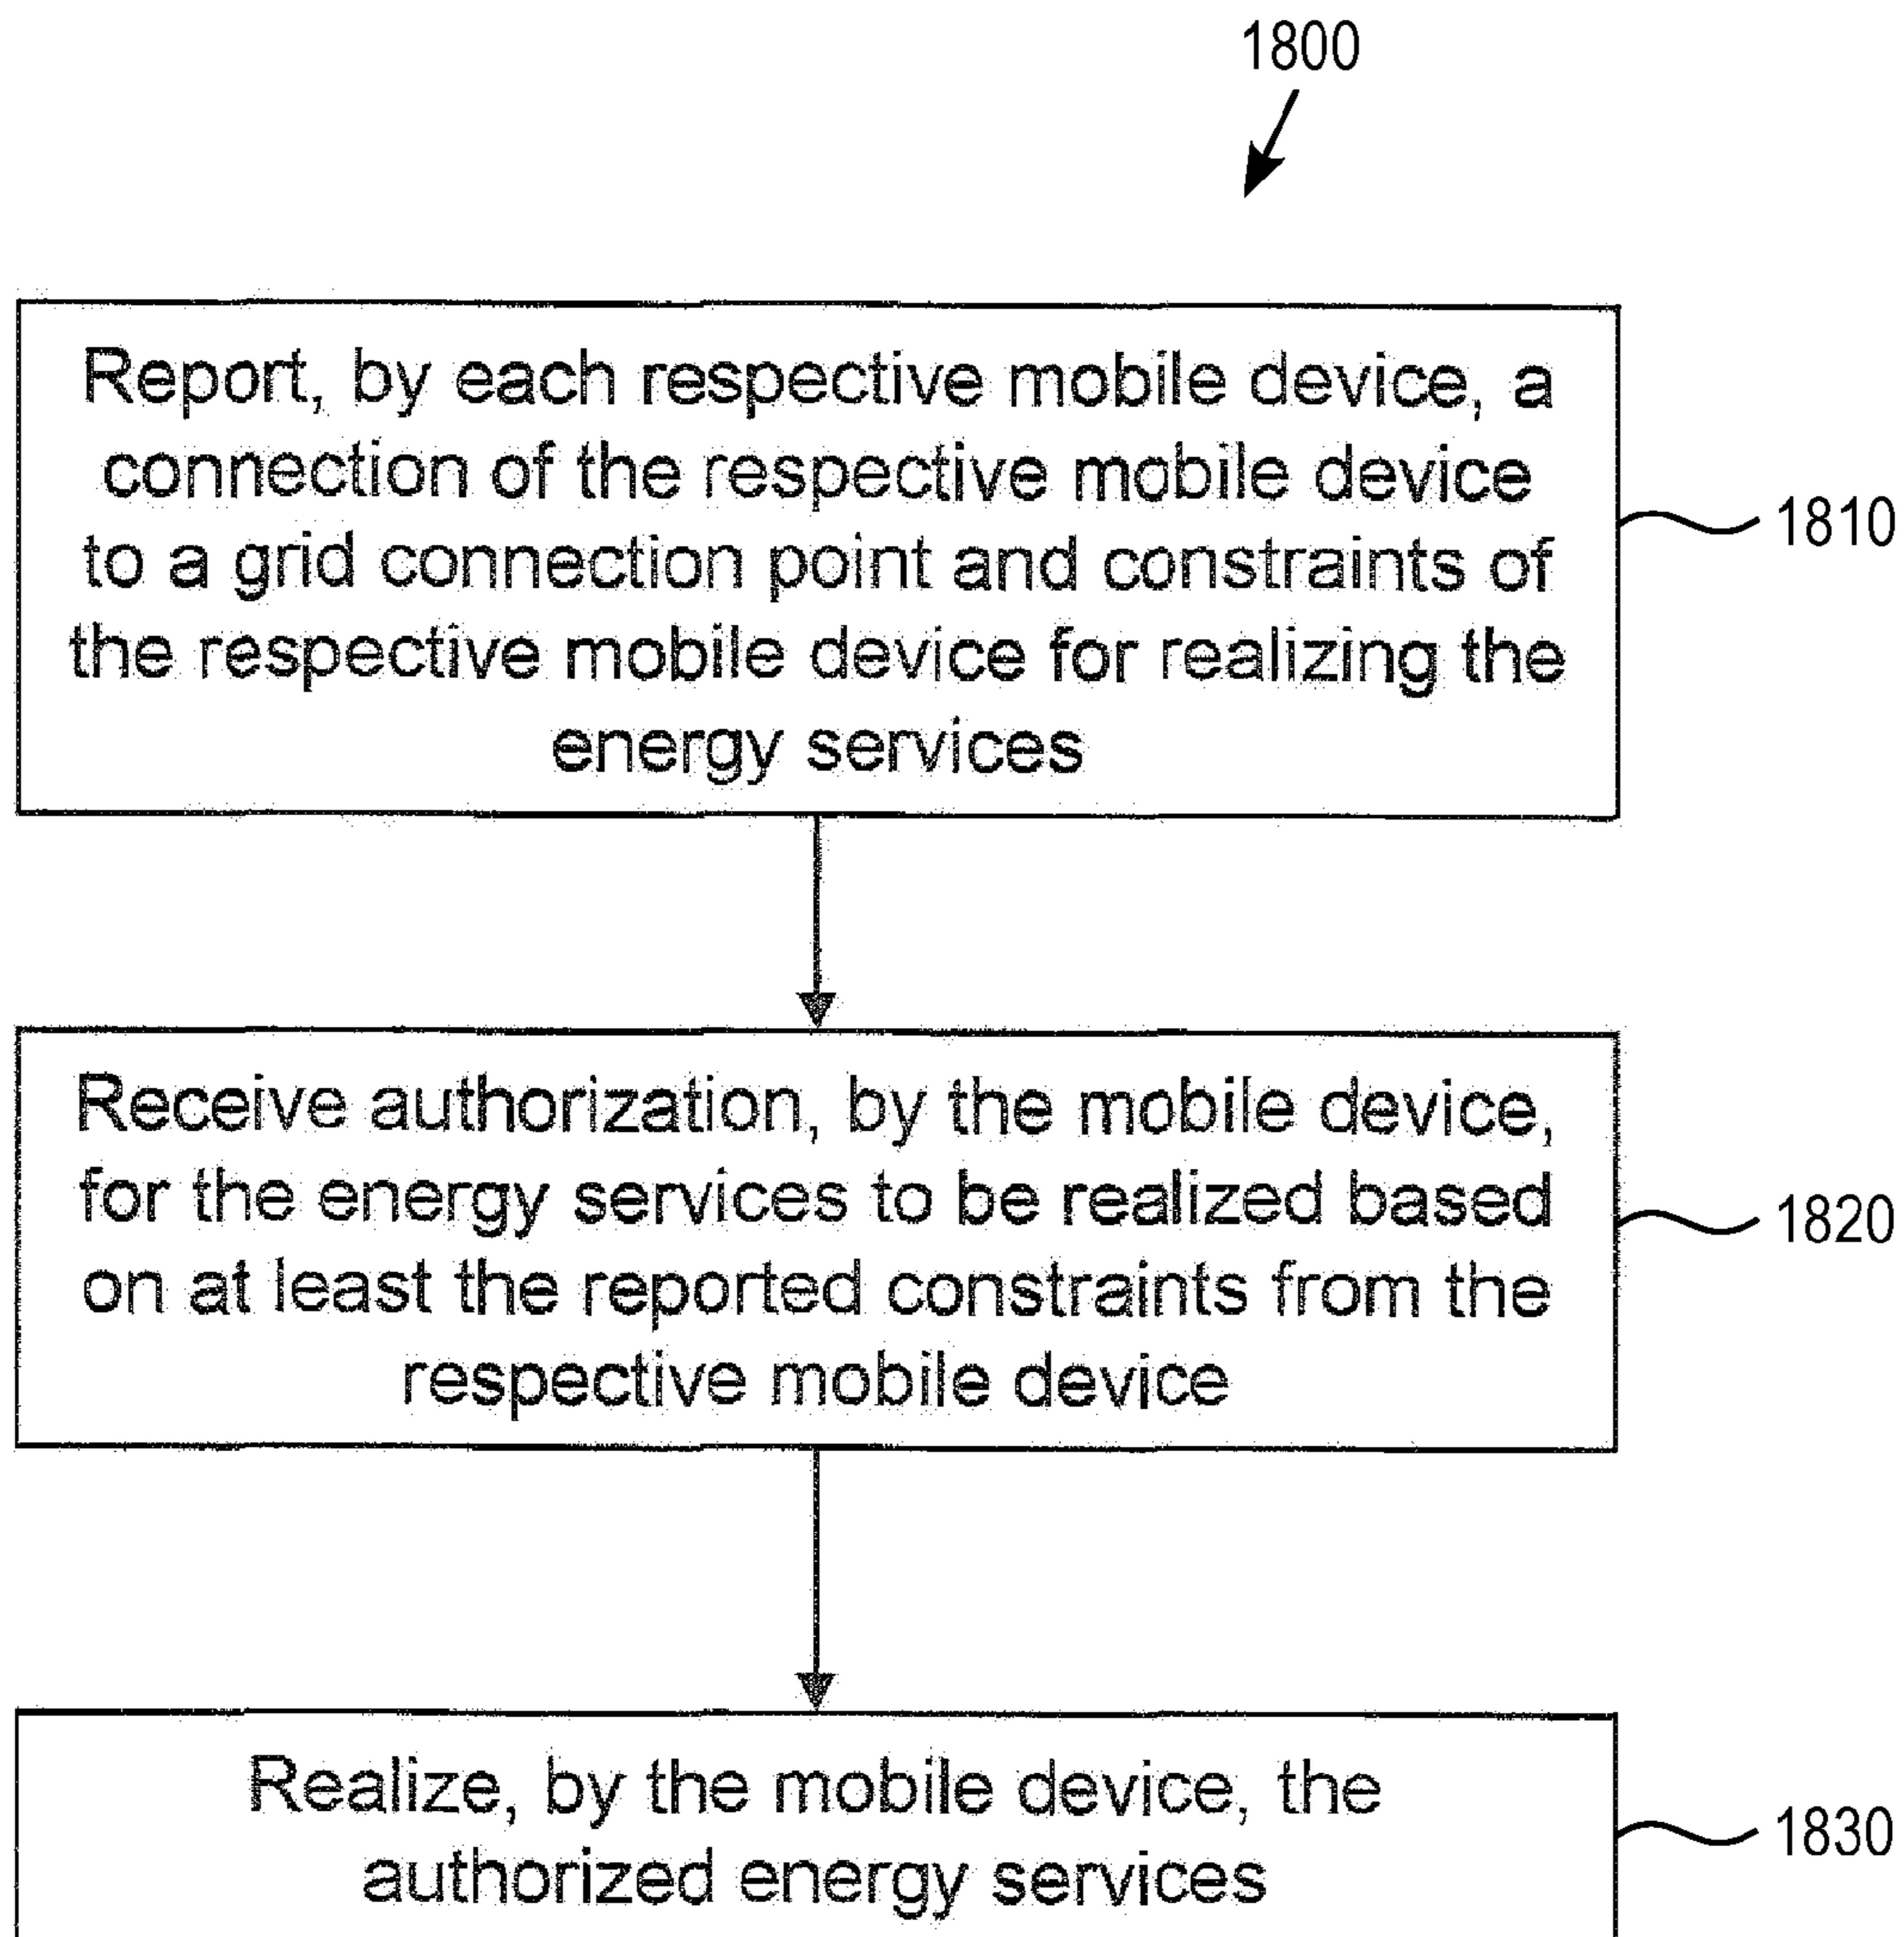 1800
Report, by each respective mobile device, a
connection of the respective mobile device
to a grid connection point and constraints of
the respective mobile device for realizing the
energy services
1810
Receive authorization, by the mobile device,
for the energy services to be realized based
on at least the reported constraints from the
respective mobile device
1820
Realize, by the mobile device, the
authorized energy services
1830